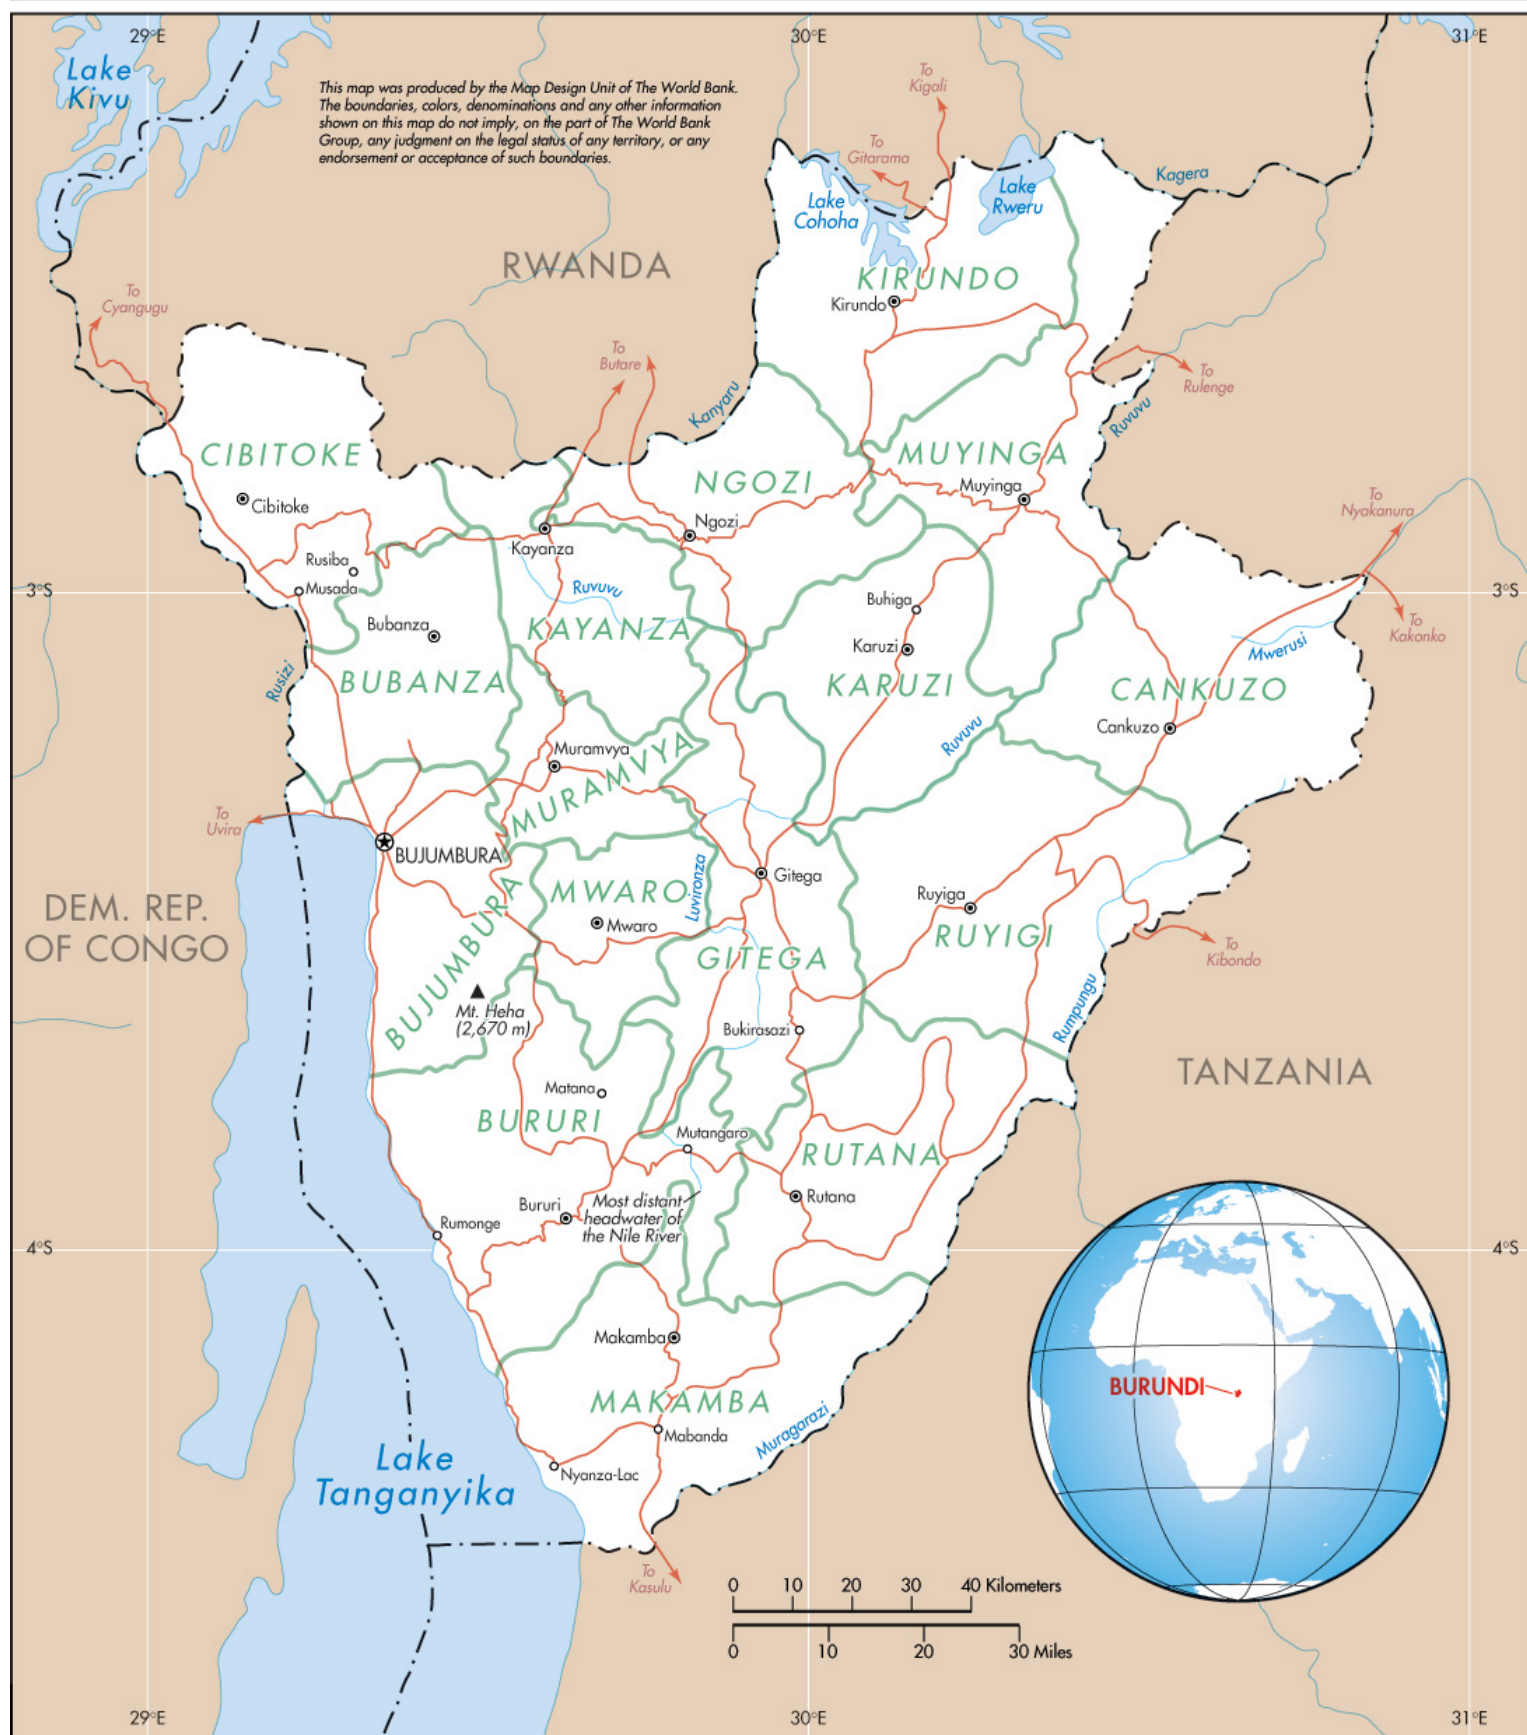 29°E
30°E
31°E
Lake
Kivu
This map was produced by the Map Design Unit of The World Bank.
The boundaries, colors, denominations and any other information
shown on this map do not imply, on the part of The World Bank
Group, any judgment on the legal status of any territory, or any
endorsement or acceptance of such boundaries.
To
Kigali
To
Gitarama
Kagera
Lake
Rweru
Lake
Cohoha
RWANDA
KIRUNDO
Kirundo
To
Cyangugu
To
Butare
To
Rulenge
Kanyaru
Ruvuvu
CIBITOKE
NGOZI
MUYINGA
Muyinga
Cibitoke
To
Nyakanura
Ngozi
Kayanza
Rusiba
Musada
3°S
3°S
Ruvuvu
Buhiga
Bubanza
KAYANZA
To
Kakonko
Karuzi
Mwerusi
Rusizi
BUBANZA
KARUZI
CANKUZO
Ruvuvu
Cankuzo
Muramvya
MURAMVYA
To
Uvira
BUJUMBURA
Gitega
MWARO
Luvironza
Ruyiga
DEM. REP.
OF CONGO
Mwaro
BUJUMBURA
RUYIGI
GITEGA
To
Kibondo
Mt. Heha
(2,670 m)
Bukirasazi
Rumpungu
TANZANIA
Matana
BURURI
Mutangaro
RUTANA
Bururi
Most distant
headwater of
the Nile River
Rutana
Rumonge
4°S
4°S
Makamba
BURUNDI
MAKAMBA
Mabanda
Muragarazi
Lake
Tanganyika
Nyanza-Lac
To
Kasulu
0 10 20 30 40 Kilometers
0 10 20 30 Miles
29°E
30°E
31°E